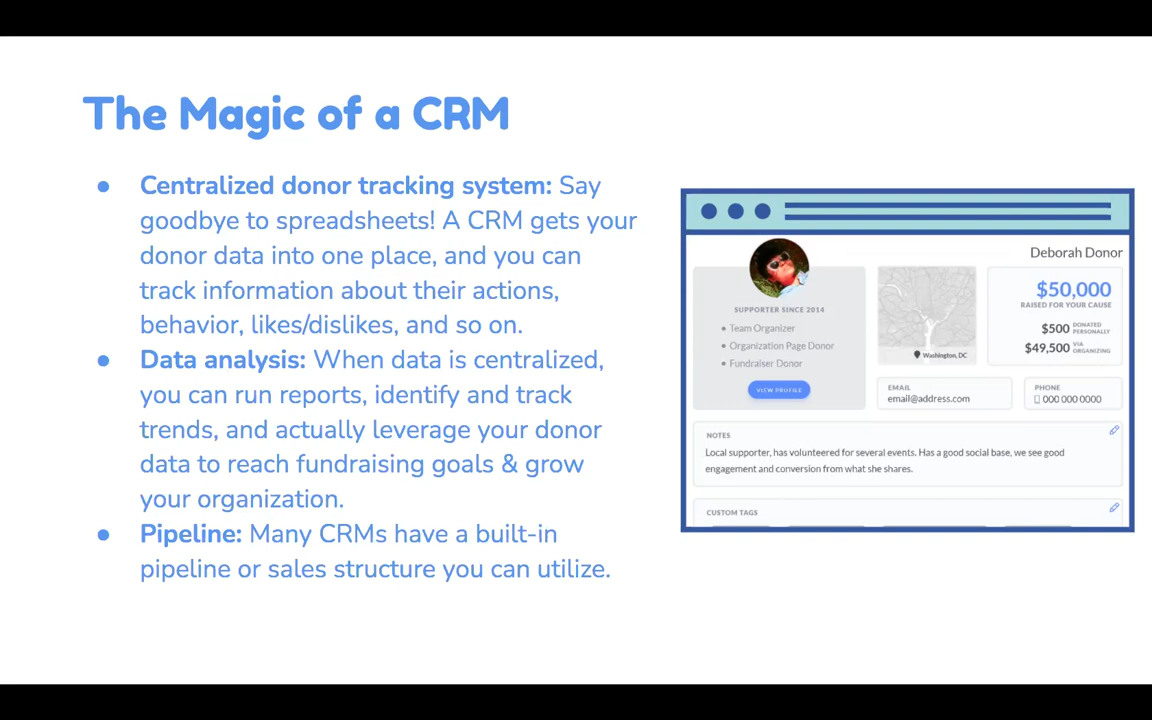 The Magic of a CRM
● Centralized donor tracking system: Say
goodbye to spreadsheets! A CRM gets your
donor data into one place, and you can
track information about their actions,
behavior, likes/dislikes, and so on.
● Data analysis: When data is centralized,
you can run reports, identify and track
trends, and actually leverage your donor
data to reach fundraising goals & grow
your organization.
● Pipeline: Many CRMs have a built-in
pipeline or sales structure you can utilize.
Deborah Donor
SUPPORTER SINCE 2014
● Team Organizer
● Organization Page Donor
● Fundraiser Donor
VIEW PROFILE
Washington, DC
$50,000
RAISED FOR YOUR CAUSE
$500 DONATED PERSONALLY
$49,500 VIA ORGANIZING
EMAIL
email@address.com
PHONE
000 000 0000
NOTES
Local supporter, has volunteered for several events. Has a good social base, we see good
engagement and conversion from what she shares.
CUSTOM TAGS